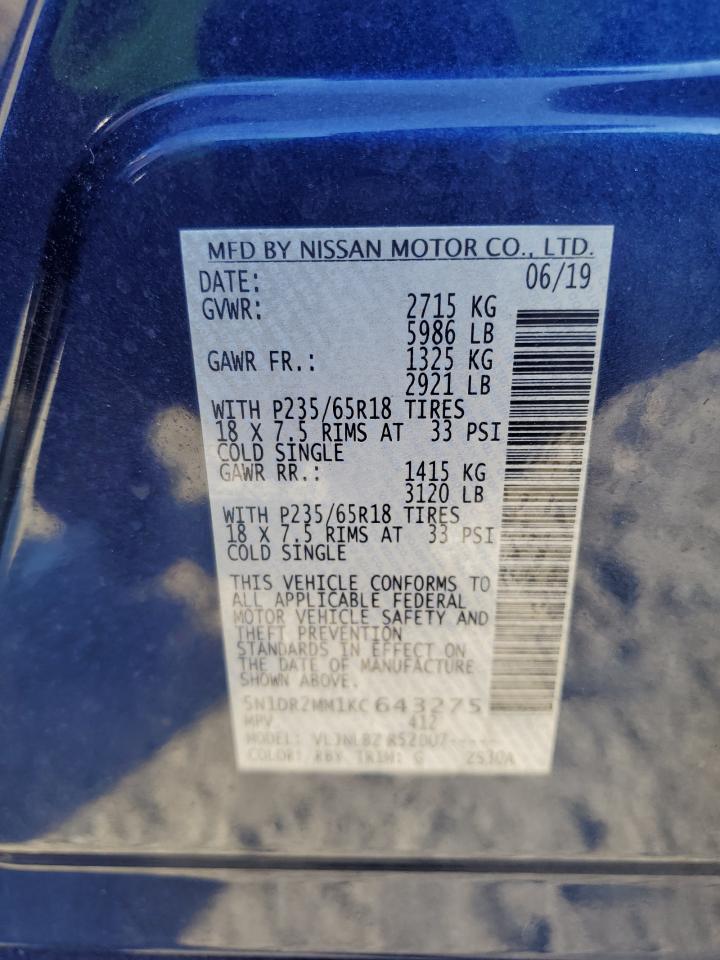 MFD BY NISSAN MOTOR CO., LTD.
DATE: 06/19
GVWR: 2715 KG
5986 LB
GAWR FR.: 1325 KG
2921 LB
WITH P235/65R18 TIRES
18 X 7.5 RIMS AT 33 PSI
COLD SINGLE
GAWR RR.: 1415 KG
3120 LB
WITH P235/65R18 TIRES
18 X 7.5 RIMS AT 33 PSI
COLD SINGLE
THIS VEHICLE CONFORMS TO
ALL APPLICABLE FEDERAL
MOTOR VEHICLE SAFETY AND
THEFT PREVENTION
STANDARDS IN EFFECT ON
THE DATE OF MANUFACTURE
SHOWN ABOVE.
5N1DR2MM1KC643275
MPV 412
MODEL:
COLOR: RBY TRIM: G